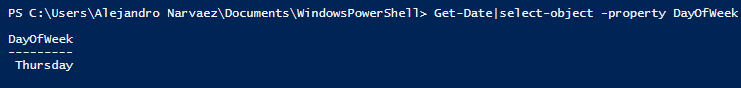 PS C:\Users\Alejandro Narvaez\Documents\WindowsPowerShell> Get-Date|select-object -property DayOfWeek
DayOfWeek
---------
Thursday